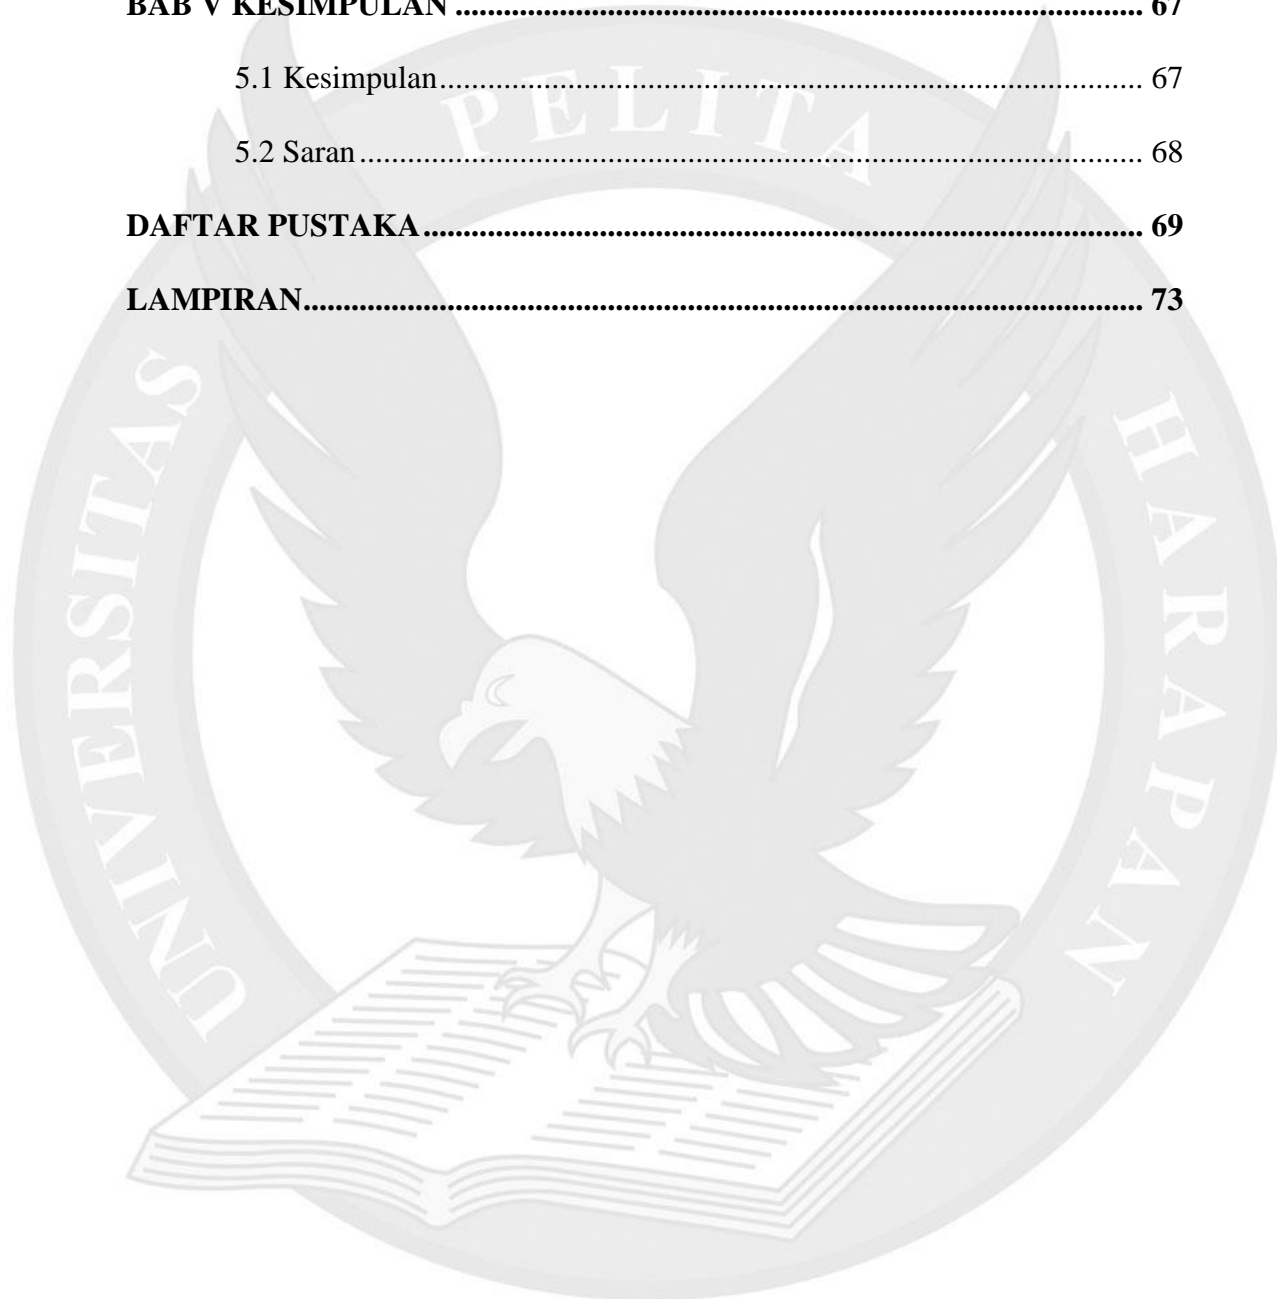 BAB V KESIMPULAN ........................................................................................ 67
5.1 Kesimpulan......................................................................................... 67
5.2 Saran ................................................................................................... 68
DAFTAR PUSTAKA............................................................................................ 69
LAMPIRAN........................................................................................................... 73
UNIVERSITAS PELITA HARAPAN